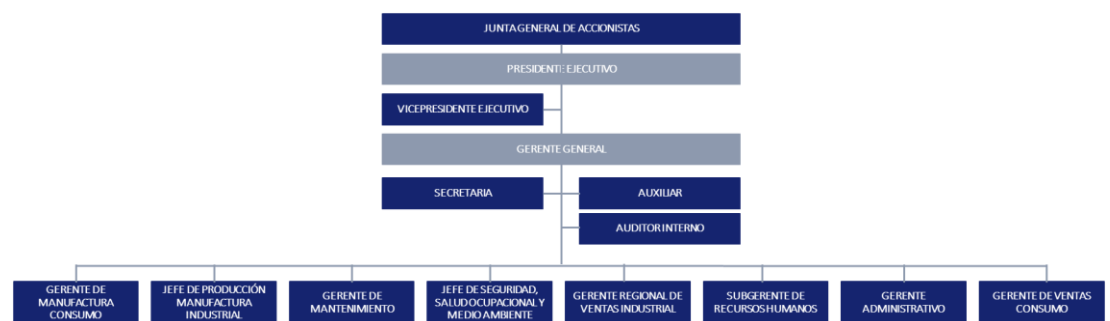 JUNTA GENERAL DE ACCIONISTAS
PRESIDENTE EJECUTIVO
VICEPRESIDENTE EJECUTIVO
GERENTE GENERAL
SECRETARIA
AUXILIAR
AUDITOR INTERNO
GERENTE DE
MANUFACTURA
CONSUMO
JEFE DE PRODUCCIÓN
MANUFACTURA
INDUSTRIAL
GERENTE DE
MANTENIMIENTO
JEFE DE SEGURIDAD,
SALUD OCUPACIONAL Y
MEDIO AMBIENTE
GERENTE REGIONAL DE
VENTAS INDUSTRIAL
SUBGERENTE DE
RECURSOS HUMANOS
GERENTE
ADMINISTRATIVO
GERENTE DE VENTAS
CONSUMO